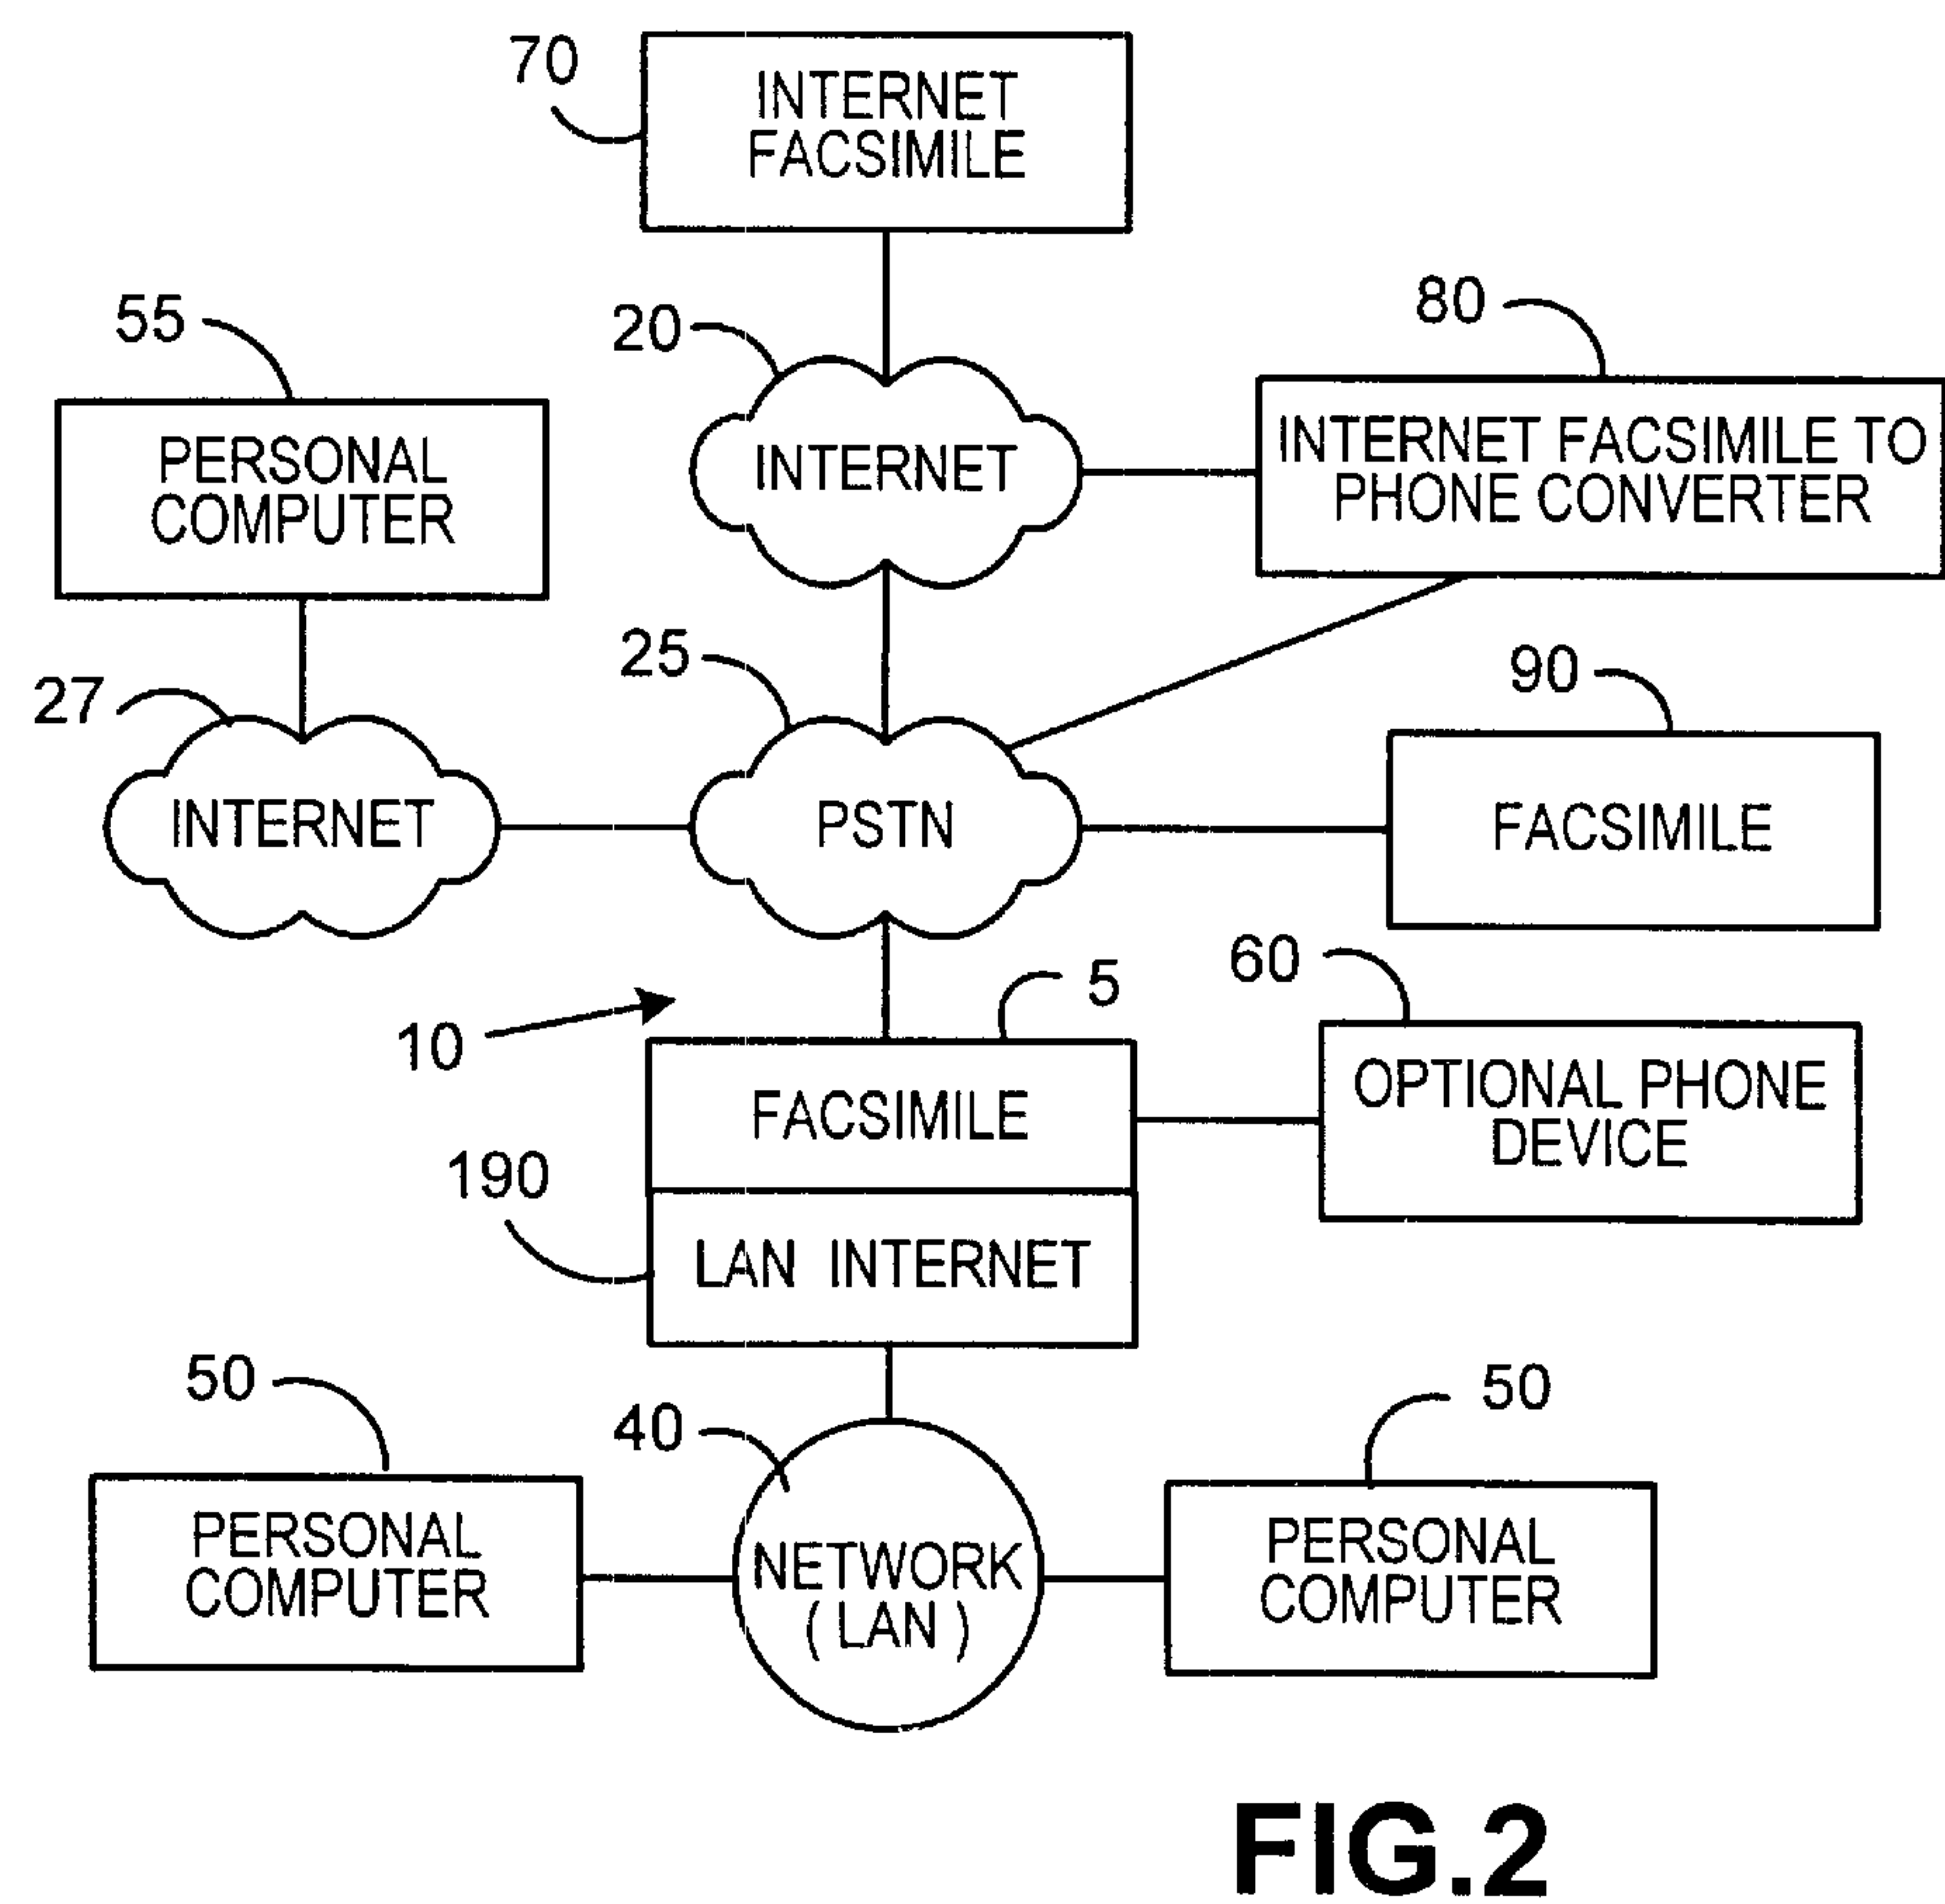 70
INTERNET
FACSIMILE
55
20
80
PERSONAL
COMPUTER
INTERNET
INTERNET FACSIMILE TO
PHONE CONVERTER
27
25
90
INTERNET
PSTN
FACSIMILE
10
5
60
FACSIMILE
OPTIONAL PHONE
DEVICE
190
LAN INTERNET
50
40
50
PERSONAL
COMPUTER
NETWORK
(LAN)
PERSONAL
COMPUTER
FIG.2